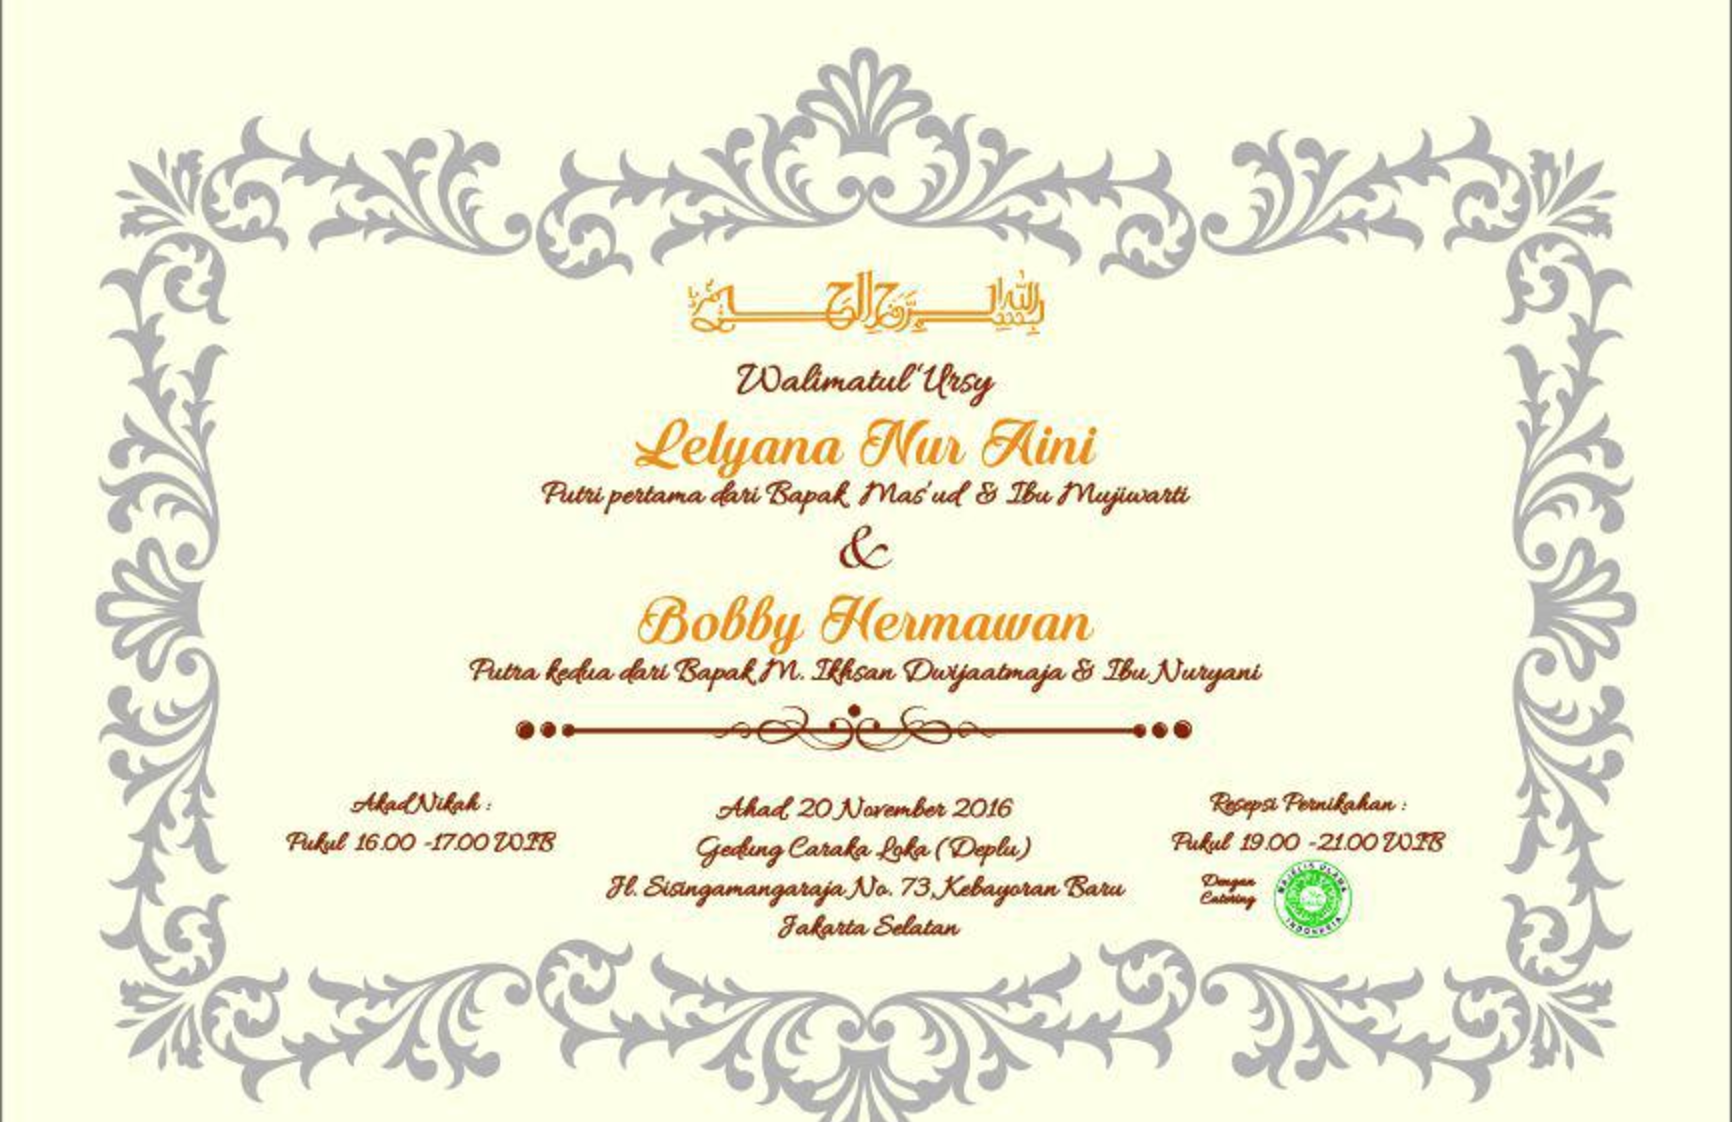 بسم الله الرحمن الرحيم
Walimatul 'Ursy
Lelyana Nur Aini
Putri pertama dari Bapak Mas'ud & Ibu Mujiwarti
&
Bobby Hermawan
Putra kedua dari Bapak M. Ikhsan Dwijaatmaja & Ibu Nuryani
Akad Nikah :
Pukul 16.00 -17.00 WIB
Ahad, 20 November 2016
Gedung Caraka Loka (Deplu)
Jl. Sisingamangaraja No. 73, Kebayoran Baru
Jakarta Selatan
Resepsi Pernikahan :
Pukul 19.00 -21.00 WIB
Dengan
Catering
MAJELIS ULAMA
INDONESIA